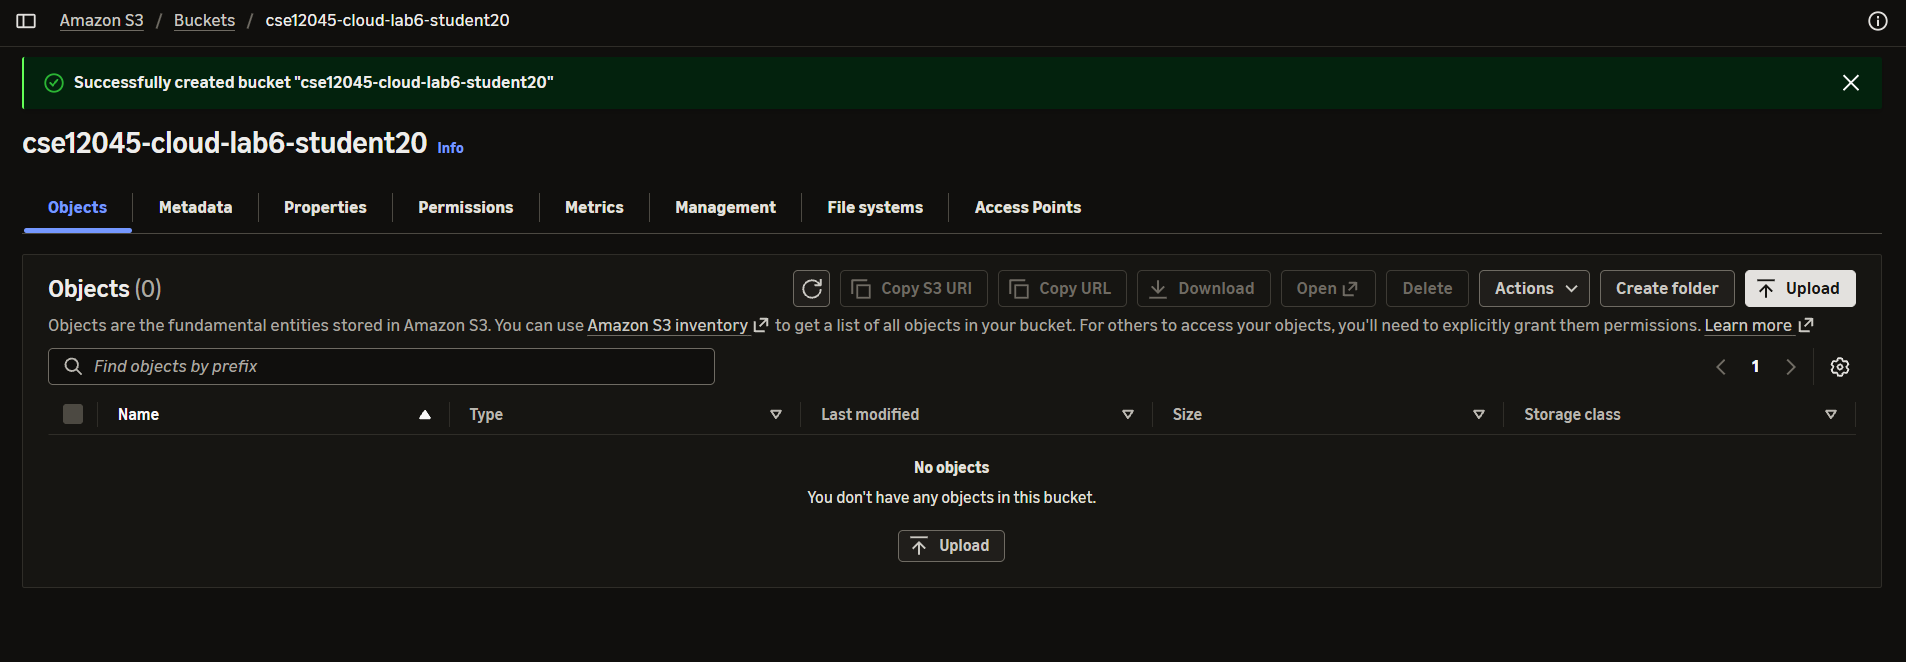 Amazon S3 / Buckets / cse12045-cloud-lab6-student20
Successfully created bucket "cse12045-cloud-lab6-student20"
cse12045-cloud-lab6-student20 Info
Objects Metadata Properties Permissions Metrics Management File systems Access Points
Objects (0) Copy S3 URI Copy URL Download Open Delete Actions Create folder Upload
Objects are the fundamental entities stored in Amazon S3. You can use Amazon S3 inventory to get a list of all objects in your bucket. For others to access your objects, you'll need to explicitly grant them permissions. Learn more
Find objects by prefix 1
Name Type Last modified Size Storage class
No objects
You don't have any objects in this bucket.
Upload